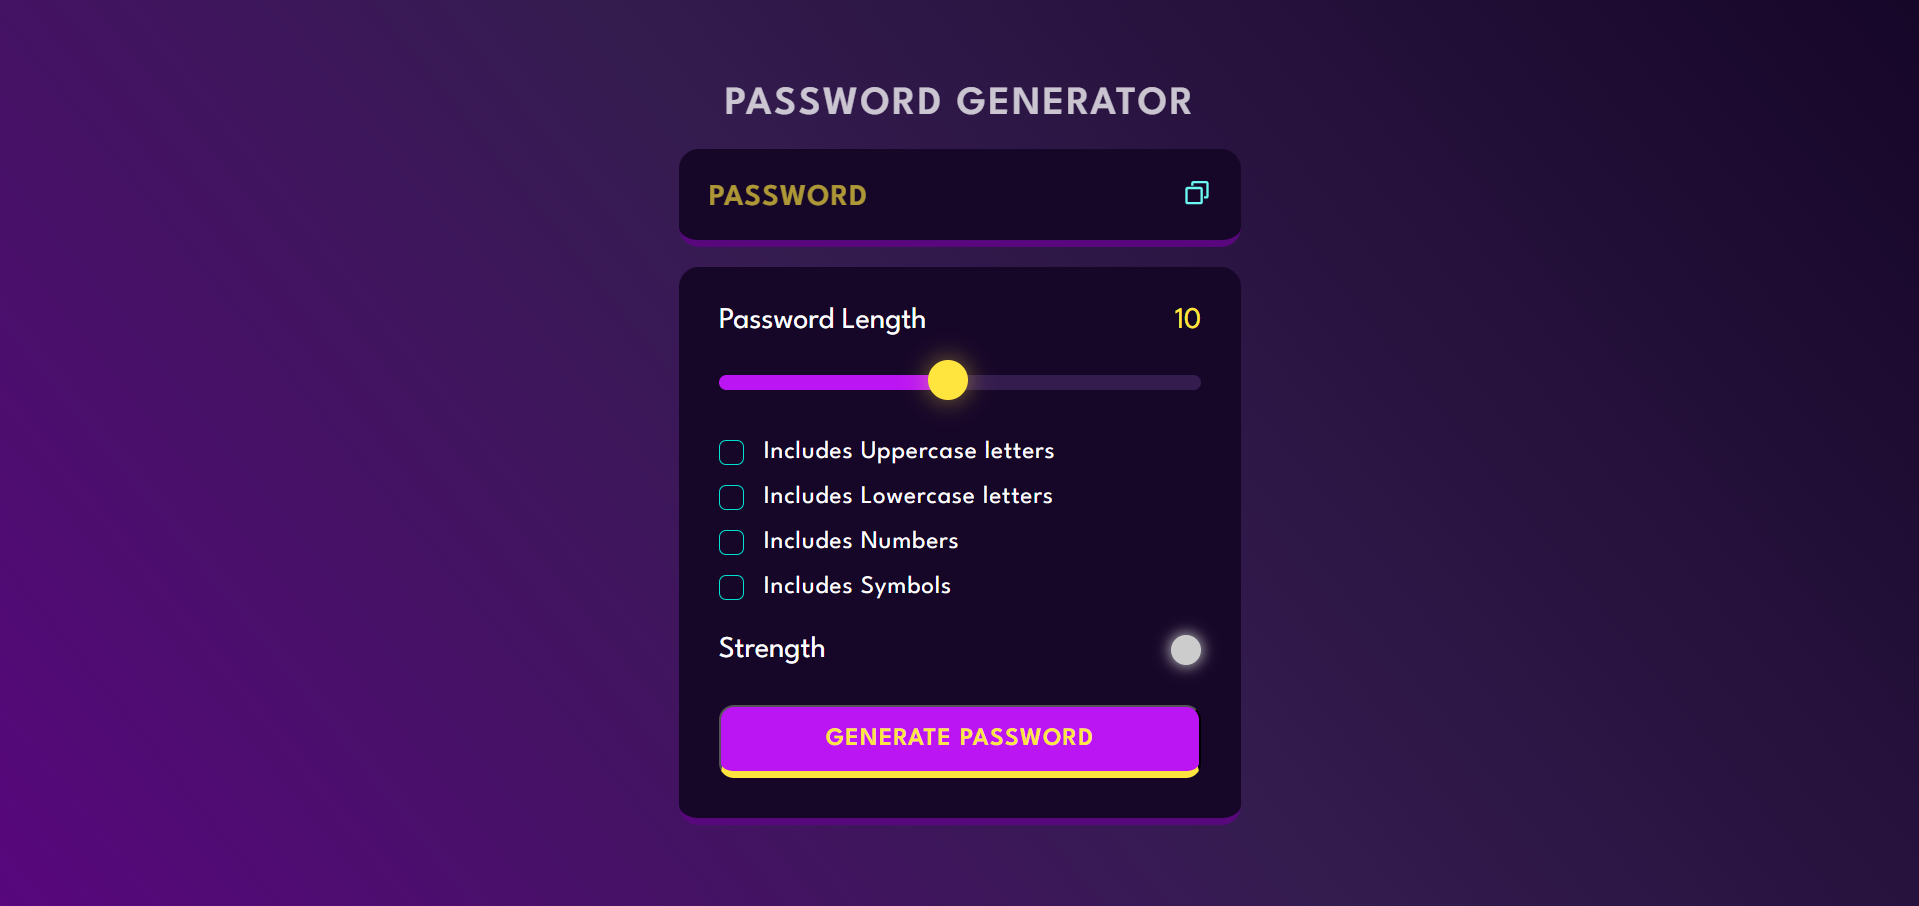 PASSWORD GENERATOR
PASSWORD
Password Length 10
Includes Uppercase letters
Includes Lowercase letters
Includes Numbers
Includes Symbols
Strength
GENERATE PASSWORD